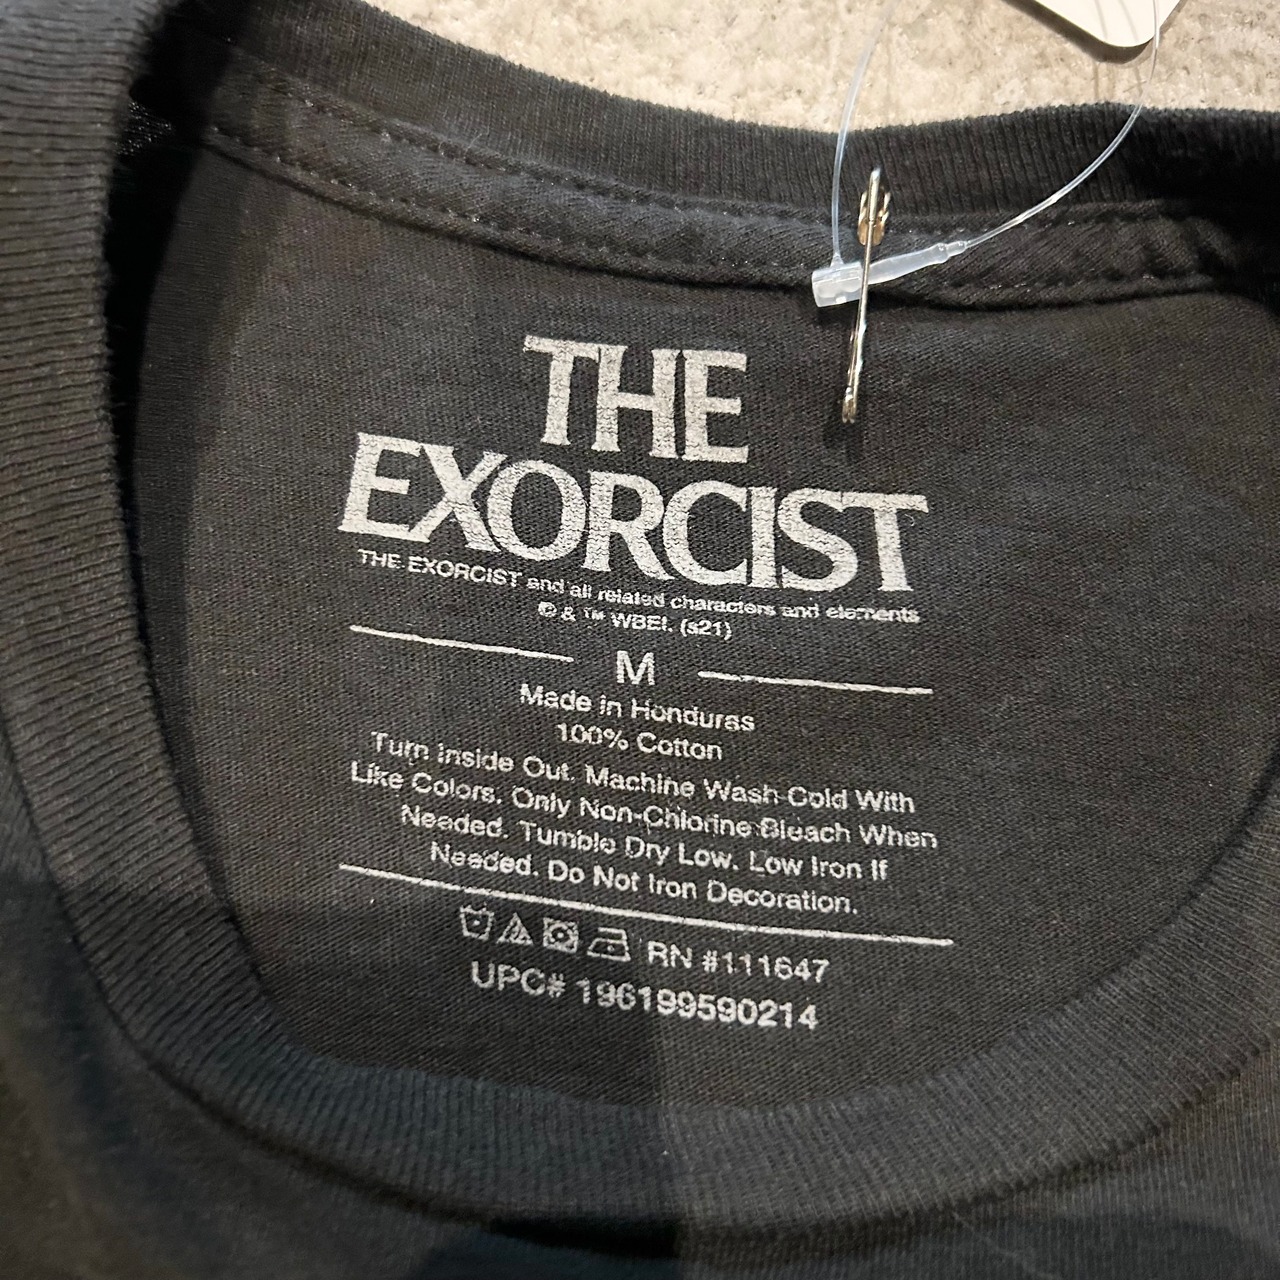 THE
EXORCIST
THE EXORCIST and all related characters and elements
© & ™ WBEI. (s21)
M
Made in Honduras
100% Cotton
Turn Inside Out. Machine Wash Cold With
Like Colors. Only Non-Chlorine Bleach When
Needed. Tumble Dry Low. Low Iron If
Needed. Do Not Iron Decoration.
RN #111647
UPC# 196199590214